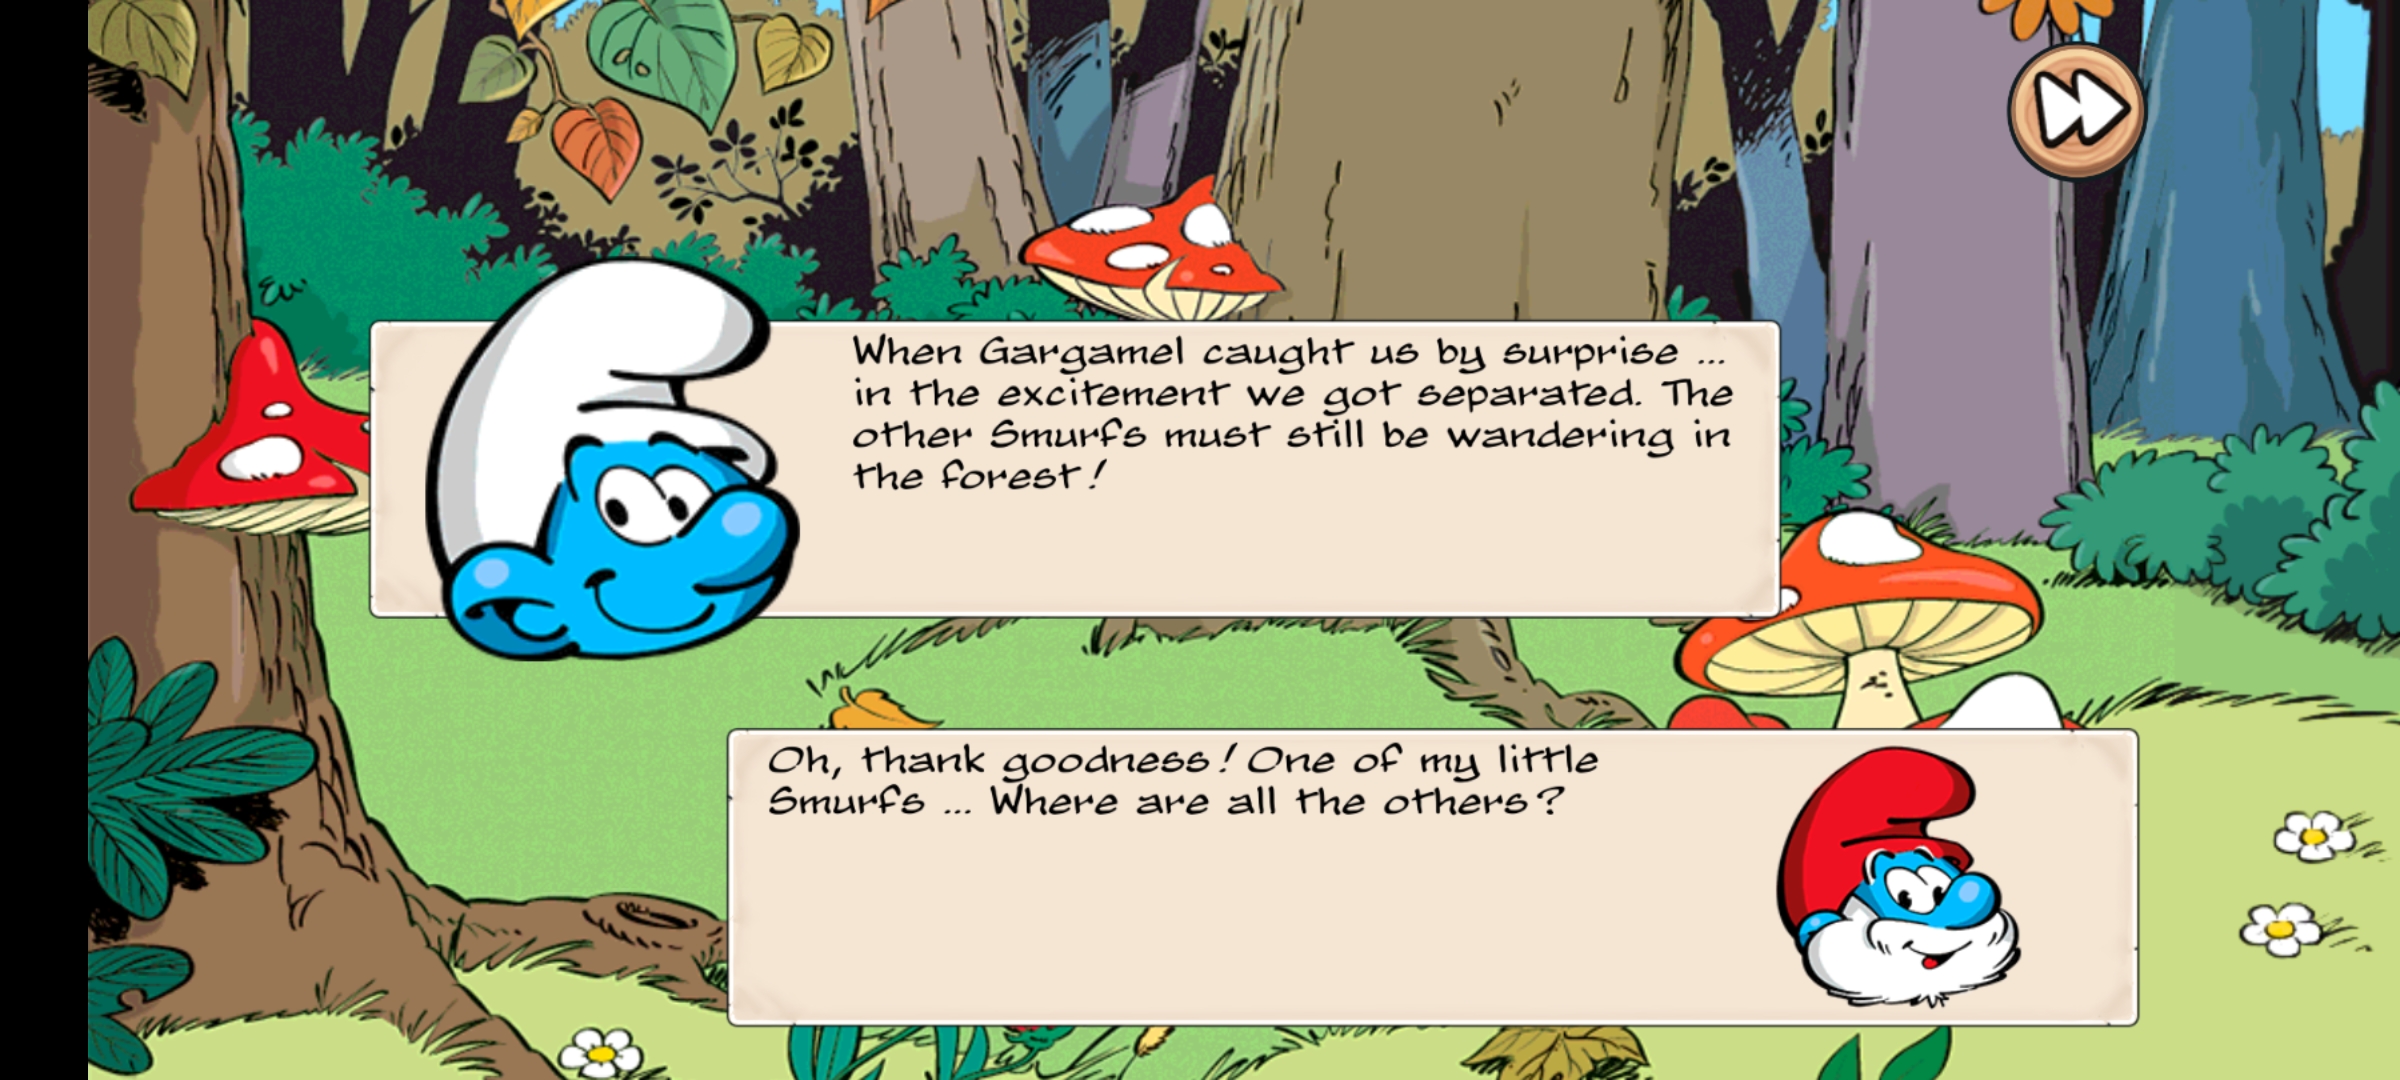 When Gargamel caught us by surprise ...
in the excitement we got separated. The
other Smurfs must still be wandering in
the forest!
Oh, thank goodness! One of my little
Smurfs ... Where are all the others?